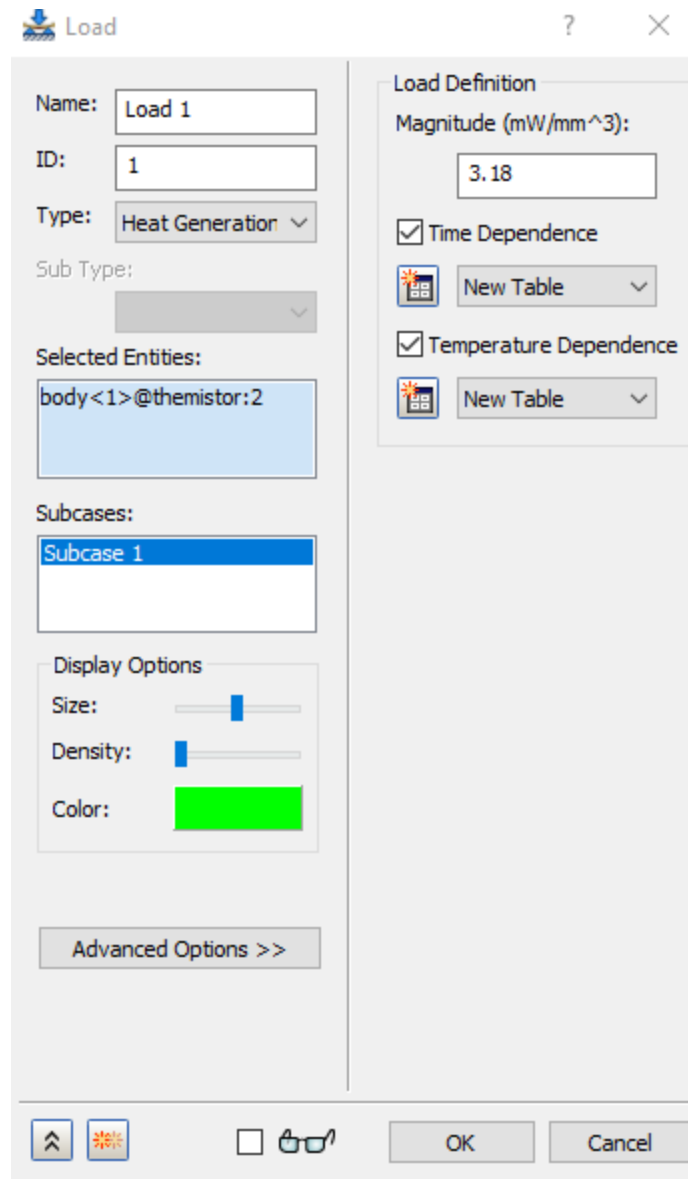 Load
?
Name:
Load 1
ID:
1
Type:
Heat Generation
Sub Type:
Selected Entities:
body<1>@themistor:2
Subcases:
Subcase 1
Display Options
Size:
Density:
Color:
Advanced Options >>
Load Definition
Magnitude (mW/mm^3):
3.18
Time Dependence
New Table
Temperature Dependence
New Table
OK
Cancel